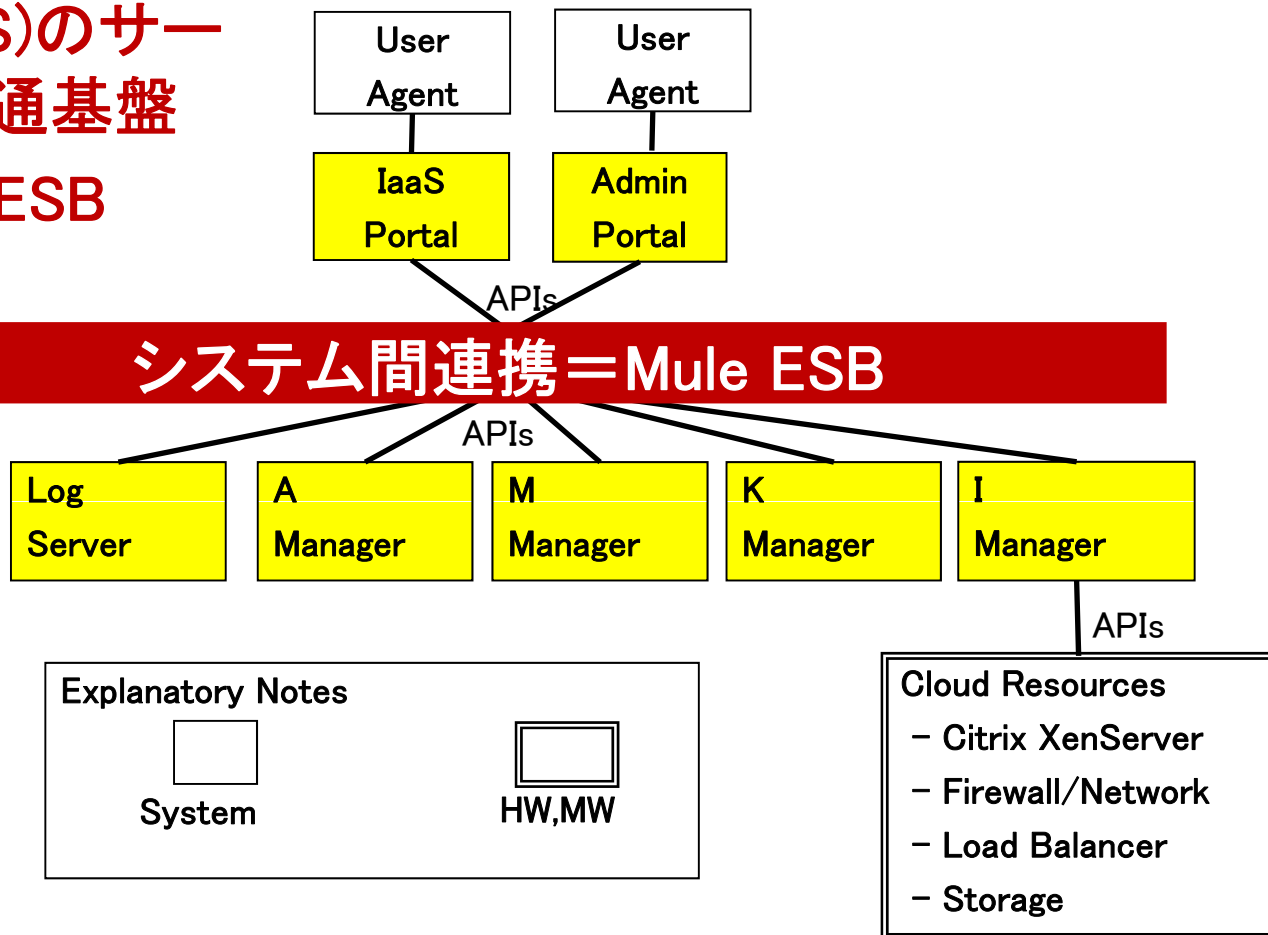 S)のサー
通基盤
ESB
User
Agent
User
Agent
IaaS
Portal
Admin
Portal
APIs
システム間連携＝Mule ESB
APIs
Log
Server
A
Manager
M
Manager
K
Manager
I
Manager
APIs
Explanatory Notes
System
HW,MW
Cloud Resources
- Citrix XenServer
- Firewall/Network
- Load Balancer
- Storage